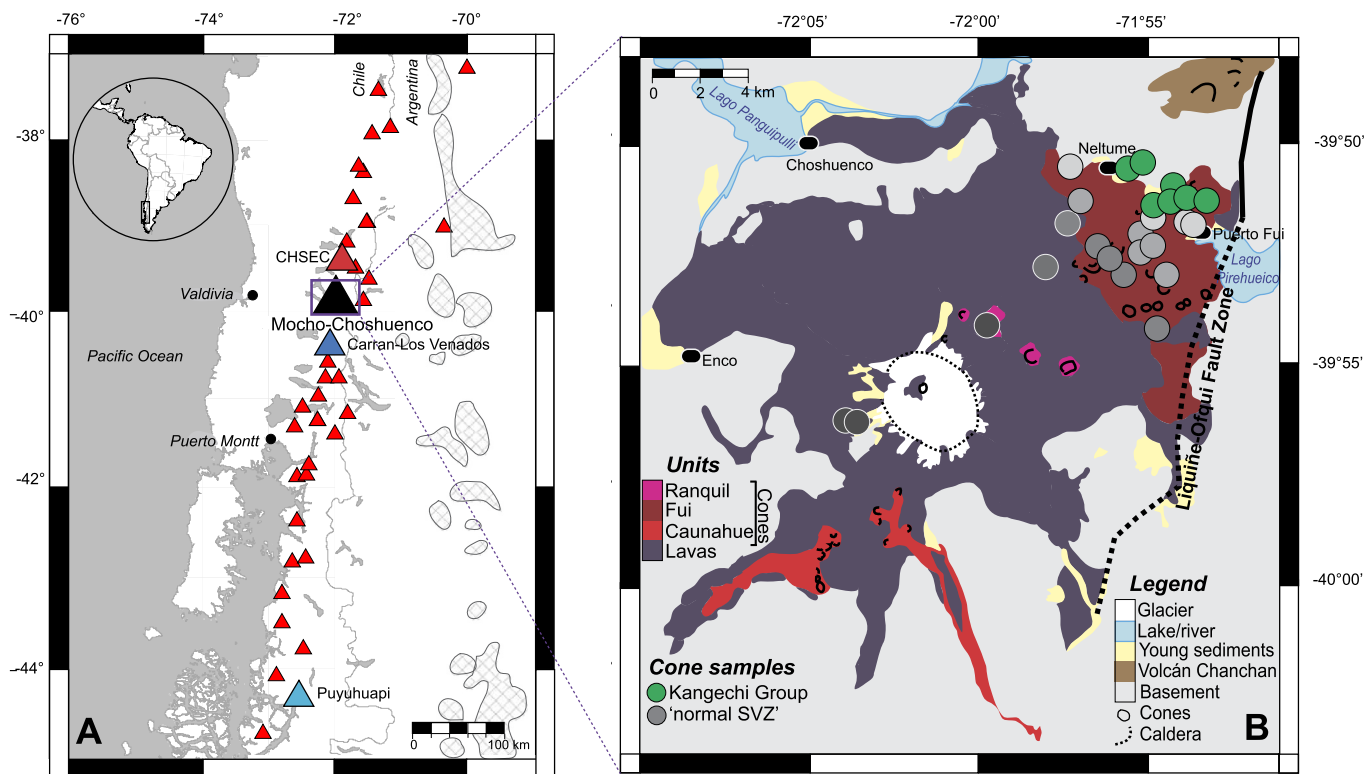 -76°
-74°
-72°
-70°
-38°
-40°
-42°
-44°
Chile
Argentina
CHSEC
Valdivia
Mocho-Choshuenco
Carran-Los Venados
Pacific Ocean
Puerto Montt
Puyuhuapi
A
0
100 km
-72°05'
-72°00'
-71°55'
-39°50'
-39°55'
-40°00'
0
2
4 km
Lago Panguipulli
Choshuenco
Neltume
Puerto Fui
Lago
Pirehueico
Enco
Liquiñe-Ofqui Fault Zone
Units
Ranquil
Fui
Caunahue
Lavas
Cones
Cone samples
Kangechi Group
‘normal SVZ’
Legend
Glacier
Lake/river
Young sediments
Volcán Chanchan
Basement
Cones
Caldera
B